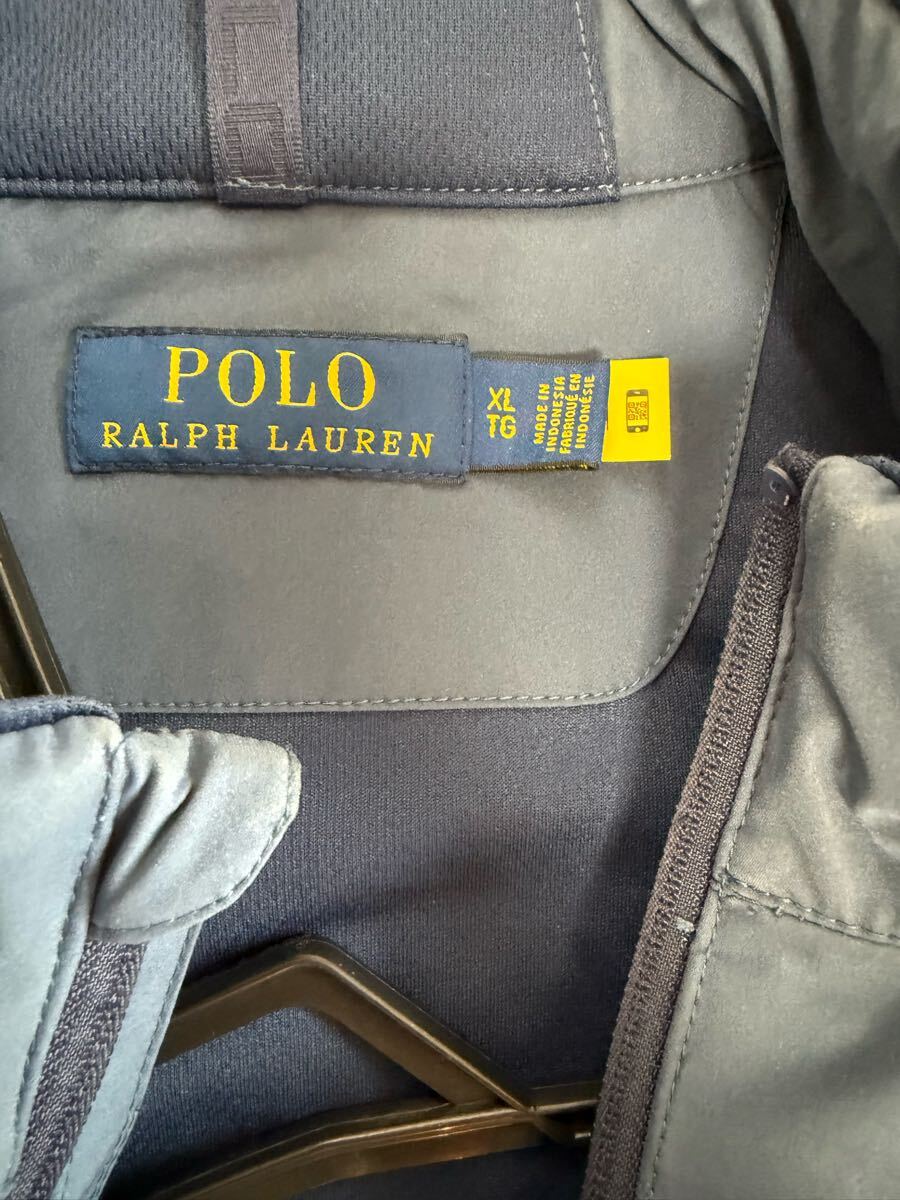 POLO
RALPH LAUREN
XL
TG
MADE IN
INDONESIA
FABRIQUÉ EN
INDONÉSIE